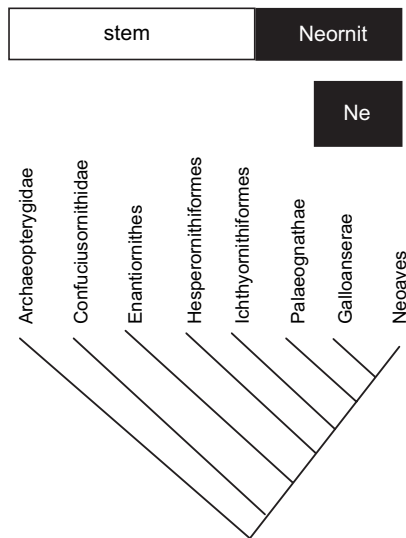 stem
Neornit
Ne
Archaeopterygidae
Confuciusornithidae
Enantiornithes
Hesperornithiformes
Ichthyornithiformes
Palaeognathae
Galloanserae
Neoaves